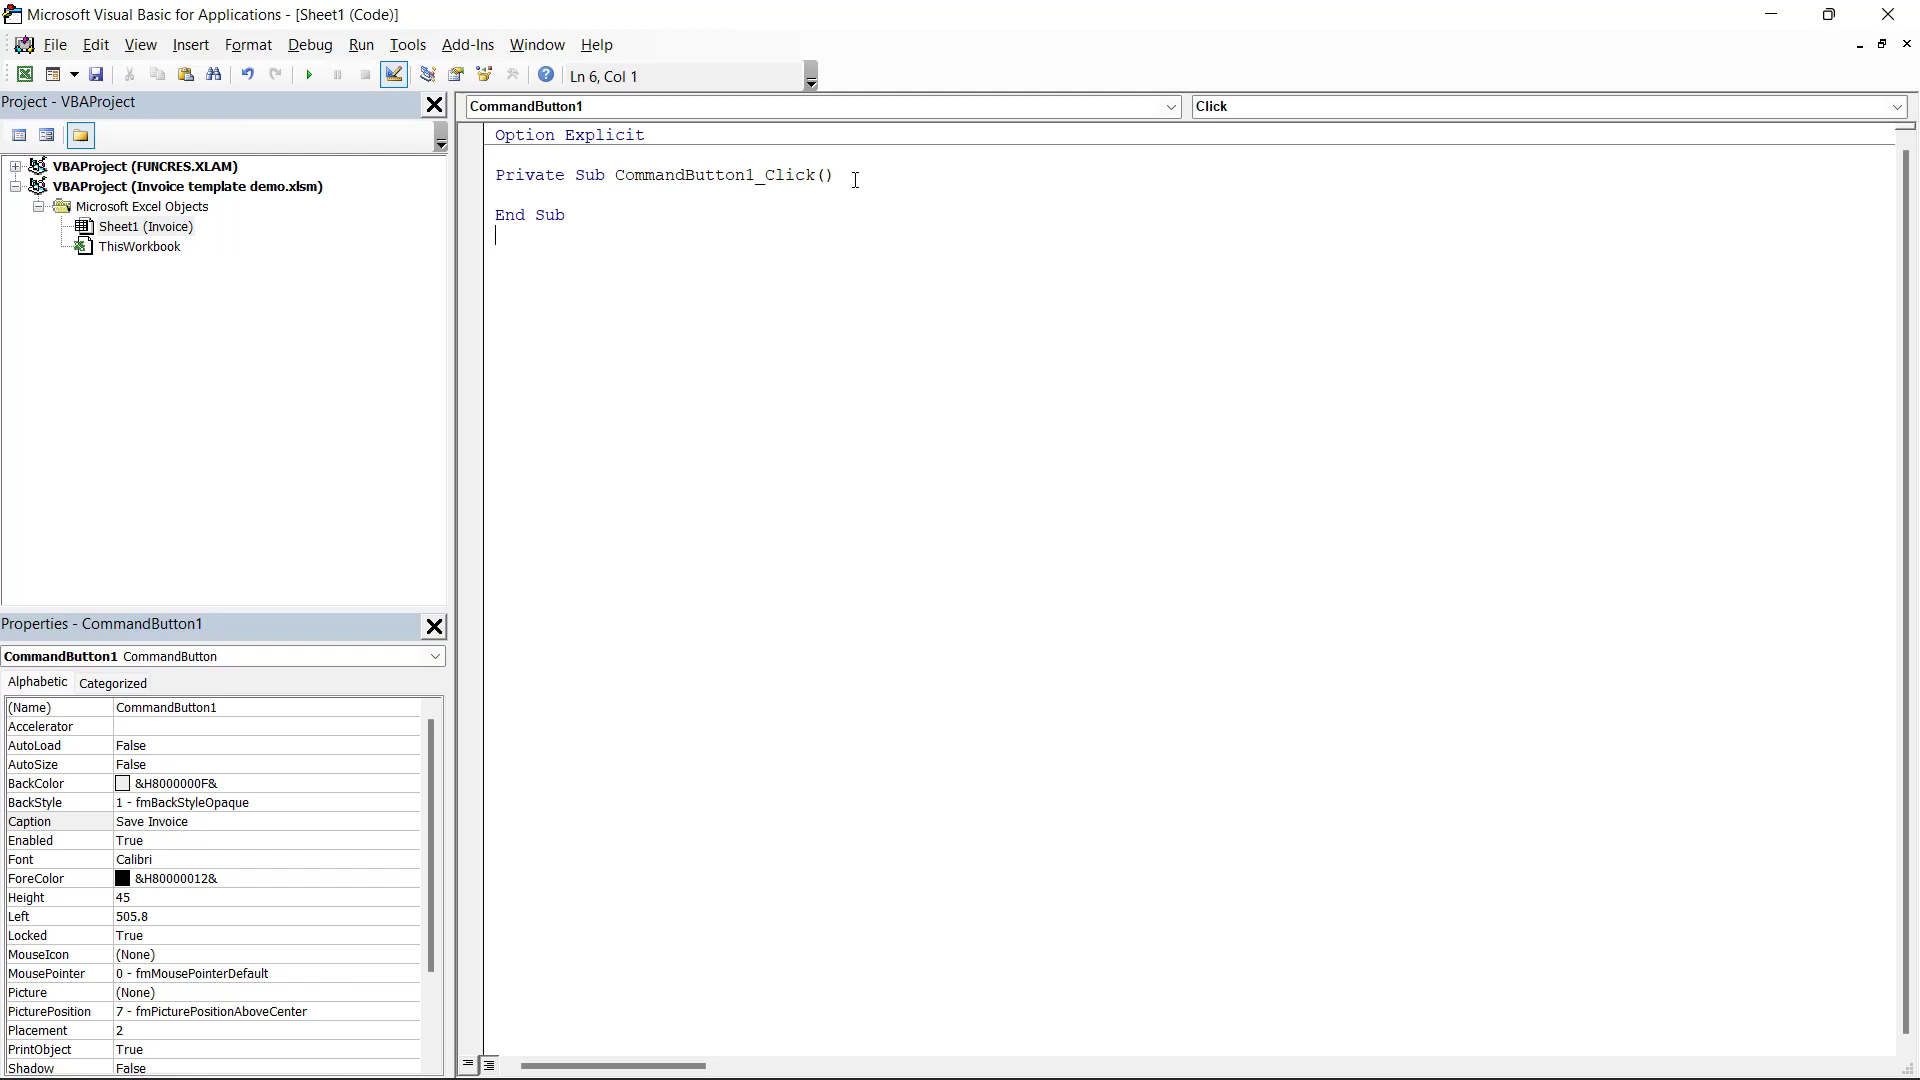 Microsoft Visual Basic for Applications - [Sheet1 (Code)]
File Edit View Insert Format Debug Run Tools Add-Ins Window Help
Ln 6, Col 1
Project - VBAProject
VBAProject (FUNCRES.XLAM)
VBAProject (Invoice template demo.xlsm)
Microsoft Excel Objects
Sheet1 (Invoice)
ThisWorkbook
CommandButton1 Click
Option Explicit
Private Sub CommandButton1_Click()
End Sub
Properties - CommandButton1
CommandButton1 CommandButton
Alphabetic Categorized
(Name) CommandButton1
Accelerator
AutoLoad False
AutoSize False
BackColor &H8000000F&
BackStyle 1 - fmBackStyleOpaque
Caption Save Invoice
Enabled True
Font Calibri
ForeColor &H80000012&
Height 45
Left 505.8
Locked True
MouseIcon (None)
MousePointer 0 - fmMousePointerDefault
Picture (None)
PicturePosition 7 - fmPicturePositionAboveCenter
Placement 2
PrintObject True
Shadow False